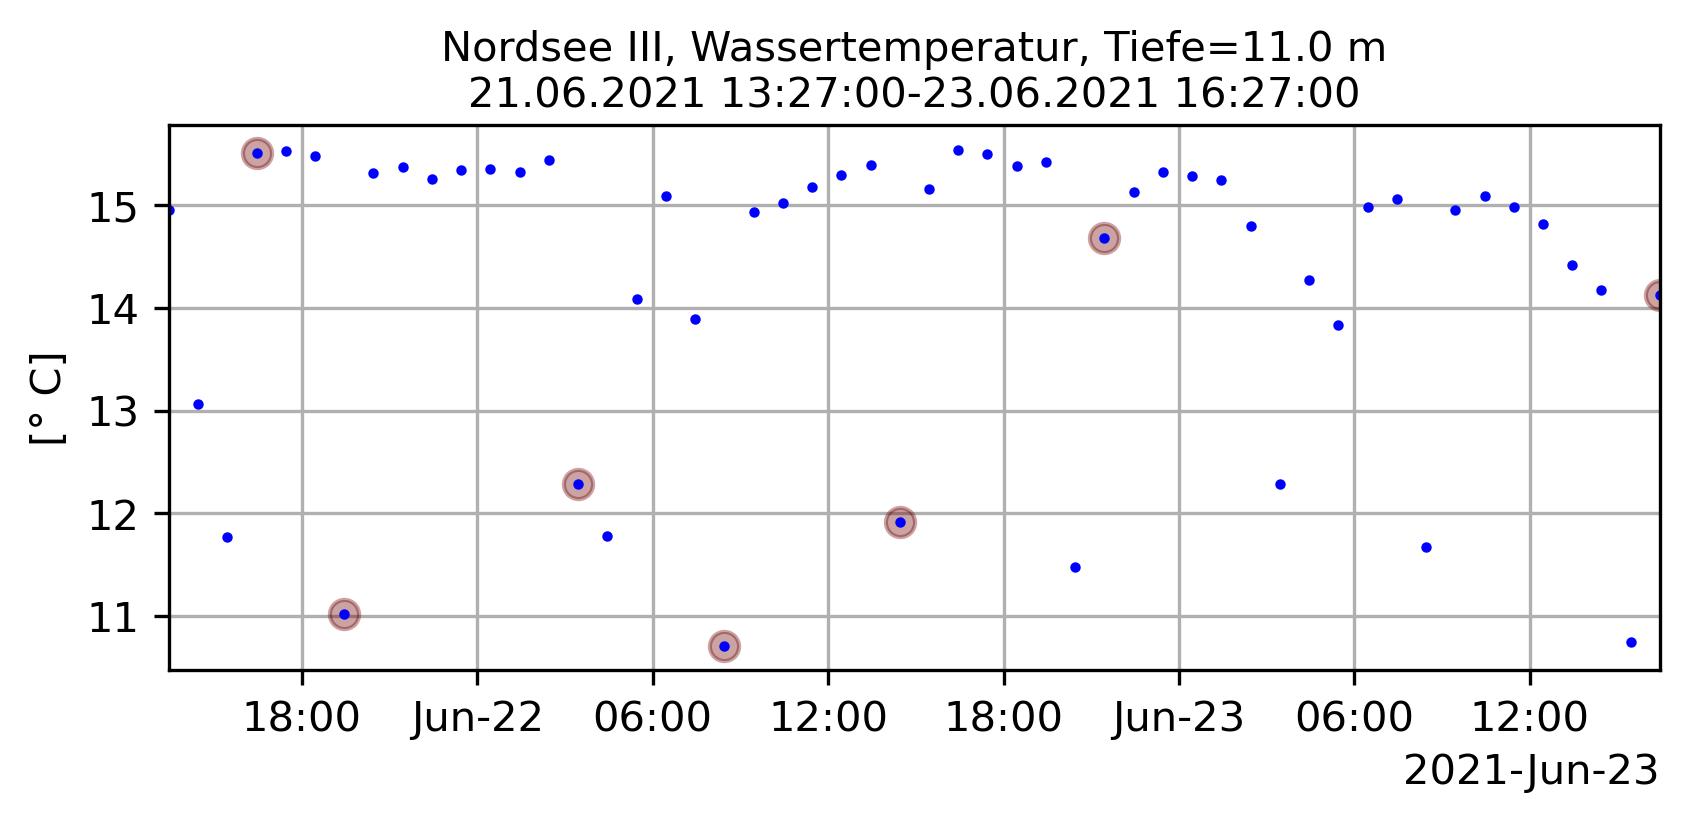 Nordsee III, Wassertemperatur, Tiefe=11.0 m
21.06.2021 13:27:00-23.06.2021 16:27:00
[° C]
15
14
13
12
11
18:00 Jun-22 06:00 12:00 18:00 Jun-23 06:00 12:00
2021-Jun-23